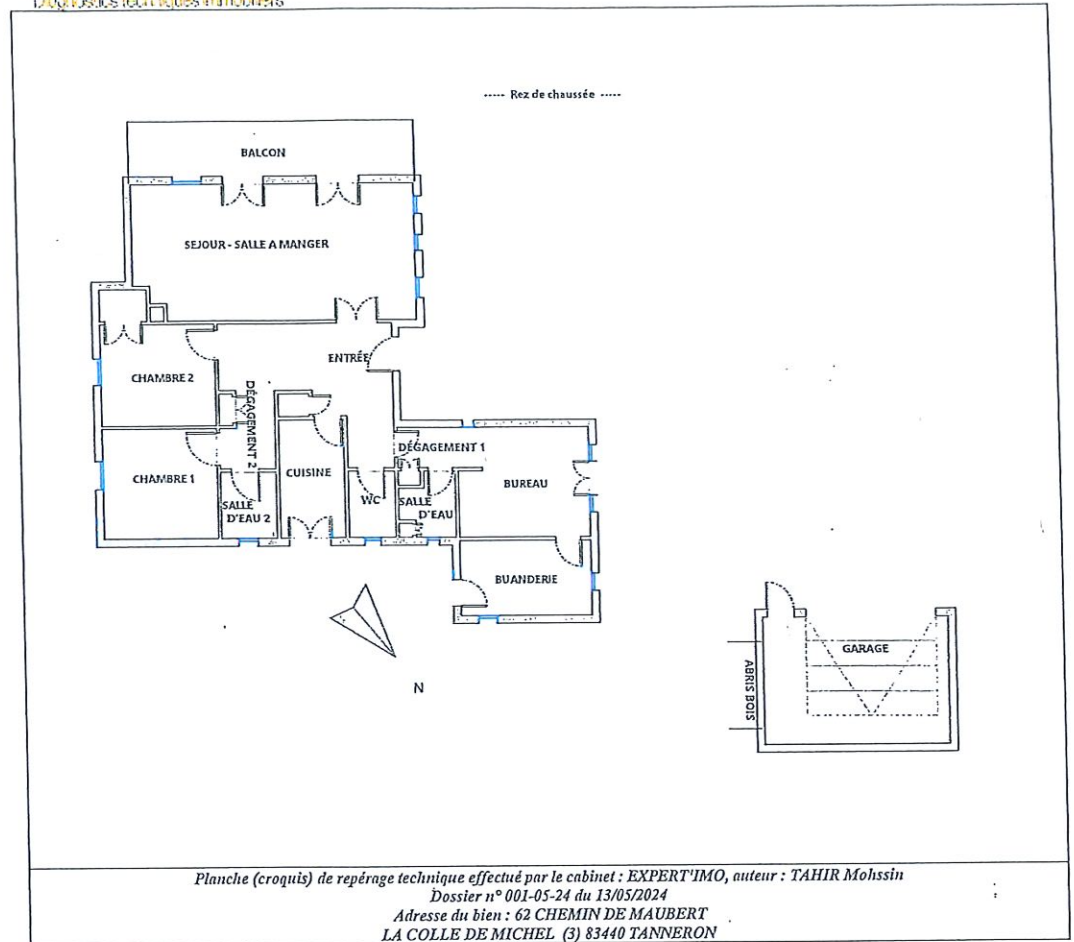 Diagnostics techniques immobiliers
----- Rez de chaussée -----
BALCON
SEJOUR - SALLE A MANGER
ENTRÉE
CHAMBRE 2
DÉGAGEMENT 2
DÉGAGEMENT 1
CHAMBRE 1
CUISINE
WC
SALLE
D'EAU
BUREAU
SALLE
D'EAU 2
BUANDERIE
N
GARAGE
ABRIS BOIS
Planche (croquis) de repérage technique effectué par le cabinet : EXPERT'IMO, auteur : TAHIR Mohssin
Dossier n° 001-05-24 du 13/05/2024
Adresse du bien : 62 CHEMIN DE MAUBERT
LA COLLE DE MICHEL (3) 83440 TANNERON